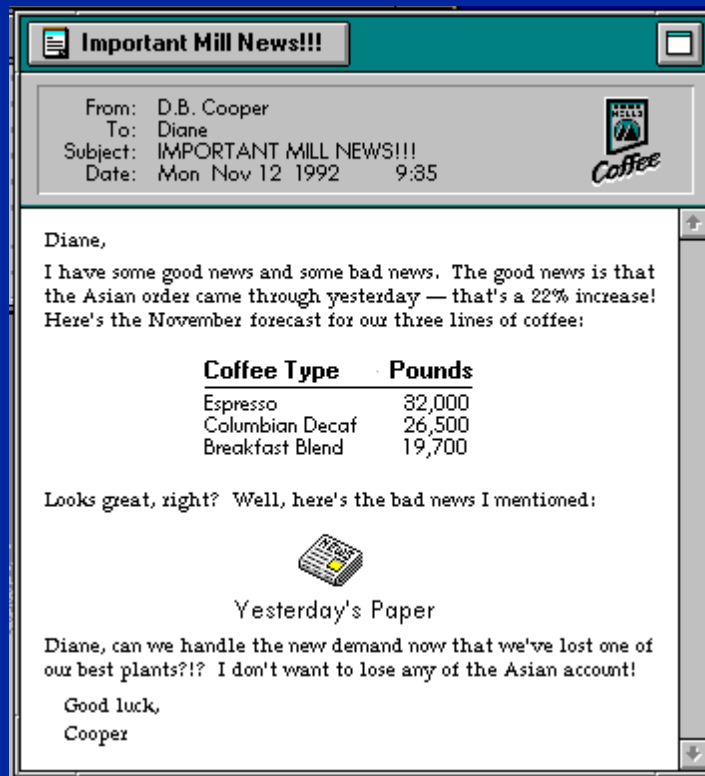 Important Mill News!!!
From: D.B. Cooper
To: Diane
Subject: IMPORTANT MILL NEWS!!!
Date: Mon Nov 12 1992 9:35
Coffee
Diane,
I have some good news and some bad news. The good news is that
the Asian order came through yesterday — that's a 22% increase!
Here's the November forecast for our three lines of coffee:
Coffee Type Pounds
Espresso 32,000
Columbian Decaf 26,500
Breakfast Blend 19,700
Looks great, right? Well, here's the bad news I mentioned:
NEWS
Yesterday's Paper
Diane, can we handle the new demand now that we've lost one of
our best plants?!? I don't want to lose any of the Asian account!
Good luck,
Cooper